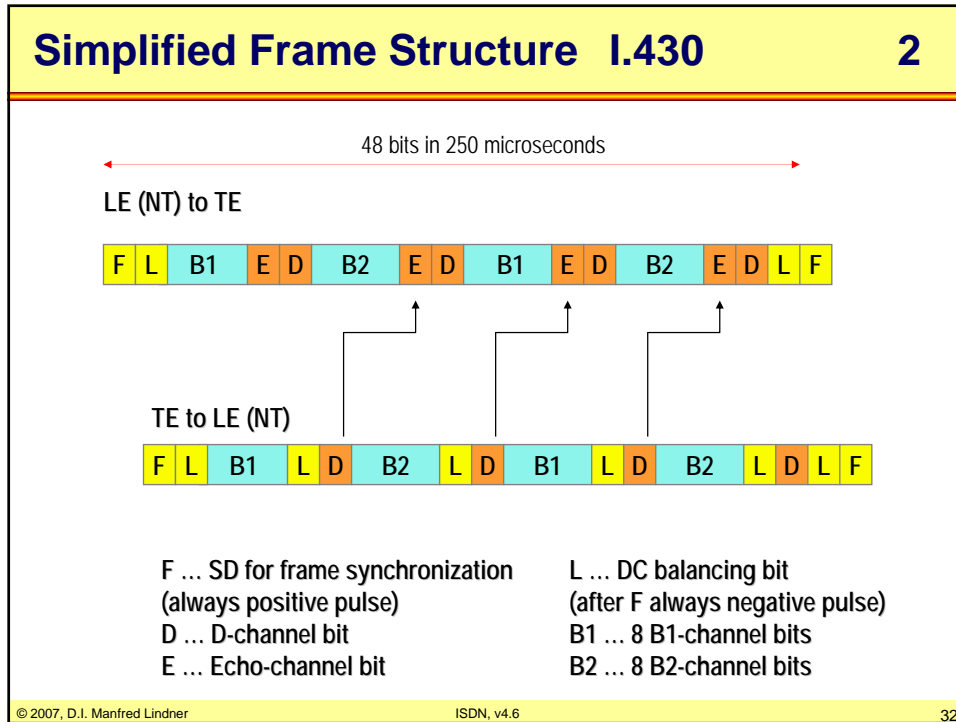 Simplified Frame Structure I.430 2
48 bits in 250 microseconds
LE (NT) to TE
F L B1 E D B2 E D B1 E D B2 E D L F
TE to LE (NT)
F L B1 L D B2 L D B1 L D B2 L D L F
F ... SD for frame synchronization
(always positive pulse)
D ... D-channel bit
E ... Echo-channel bit
L ... DC balancing bit
(after F always negative pulse)
B1 ... 8 B1-channel bits
B2 ... 8 B2-channel bits
© 2007, D.I. Manfred Lindner ISDN, v4.6 32